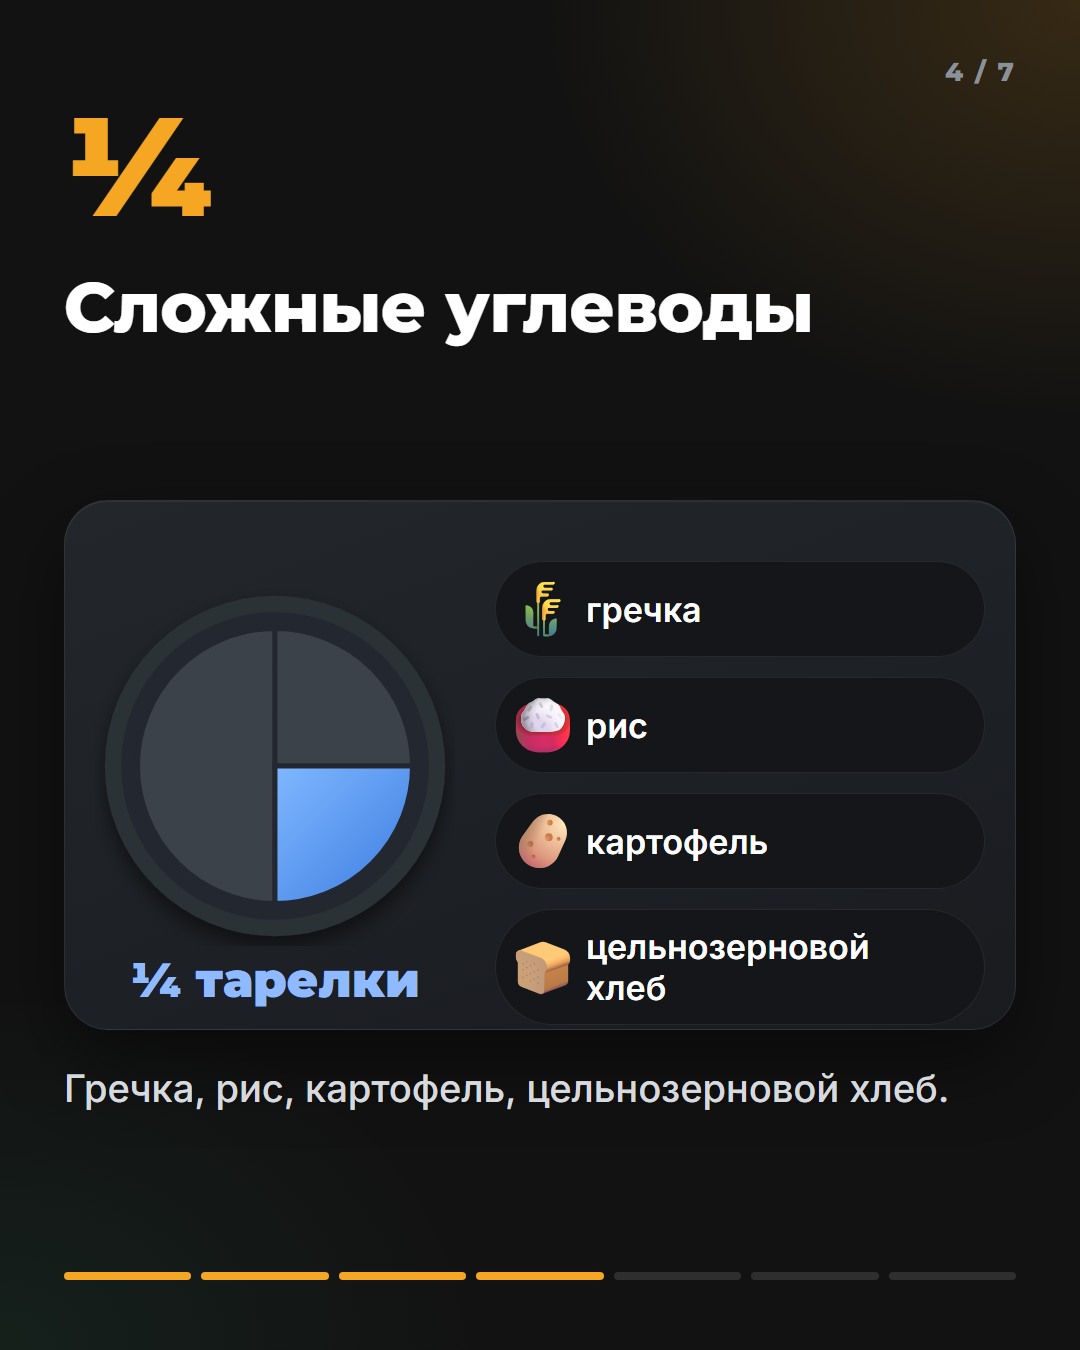 4 / 7
¼
Сложные углеводы
гречка
рис
картофель
цельнозерновой
хлеб
¼ тарелки
Гречка, рис, картофель, цельнозерновой хлеб.